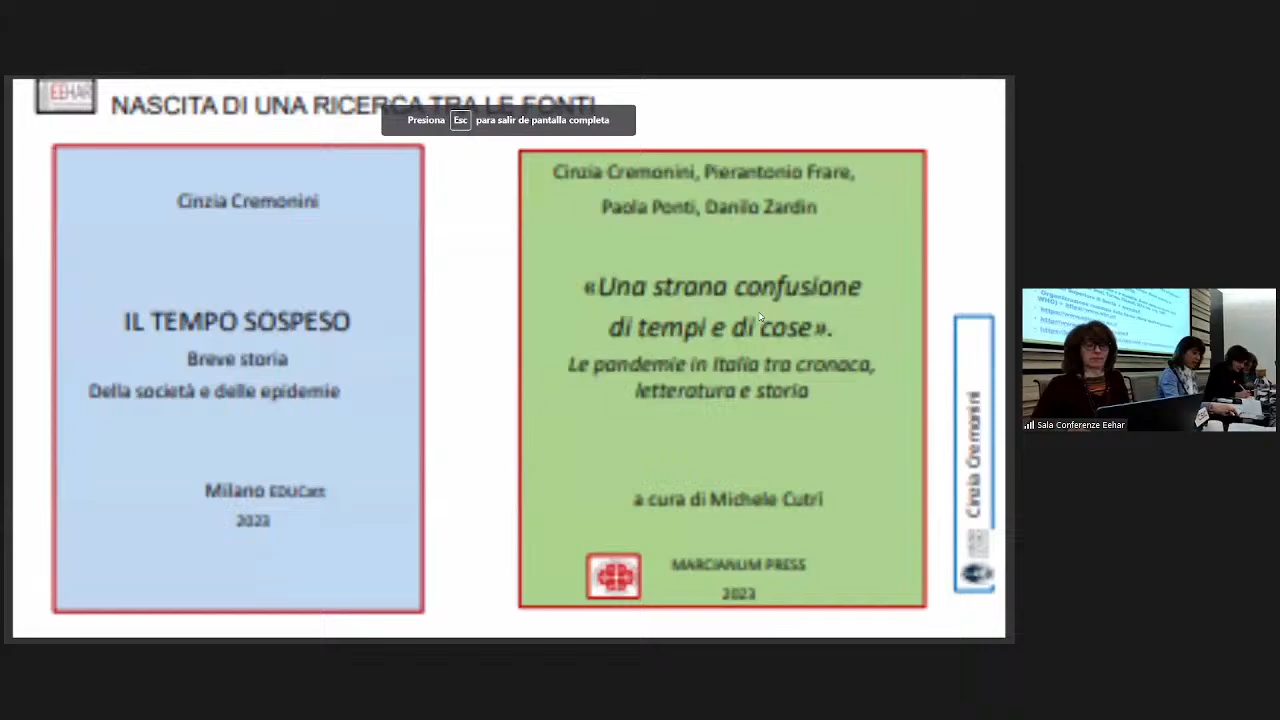 EEHAR
NASCITA DI UNA RICERCA TRA LE FONTI
Presiona Esc para salir de pantalla completa
Cinzia Cremonini
IL TEMPO SOSPESO
Breve storia
Della società e delle epidemie
Milano EDUCatt
2023
Cinzia Cremonini, Pierantonio Frare,
Paola Ponti, Danilo Zardin
«Una strana confusione
di tempi e di cose».
Le pandemie in Italia tra cronaca,
letteratura e storia
a cura di Michele Cutrì
MARCIANUM PRESS
2023
Cinzia Cremonini
Sala Conferenze Eehar